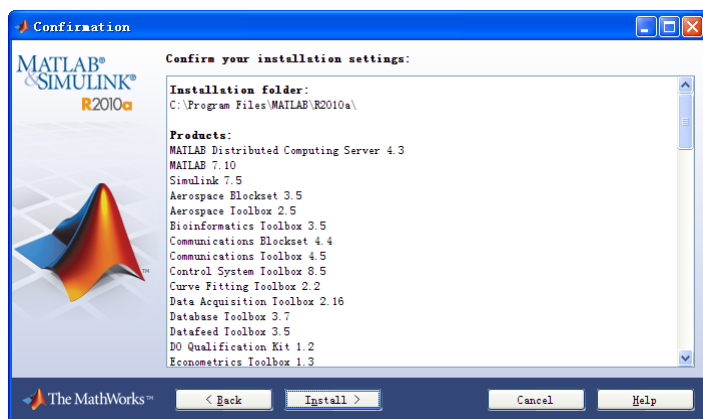 Confirmation
MATLAB®
&SIMULINK®
R2010a
Confirm your installation settings:
Installation folder:
C:\Program Files\MATLAB\R2010a\
Products:
MATLAB Distributed Computing Server 4.3
MATLAB 7.10
Simulink 7.5
Aerospace Blockset 3.5
Aerospace Toolbox 2.5
Bioinformatics Toolbox 3.5
Communications Blockset 4.4
Communications Toolbox 4.5
Control System Toolbox 8.5
Curve Fitting Toolbox 2.2
Data Acquisition Toolbox 2.16
Database Toolbox 3.7
Datafeed Toolbox 3.5
DO Qualification Kit 1.2
Econometrics Toolbox 1.3
TM
The MathWorks™
< Back
Install >
Cancel
Help